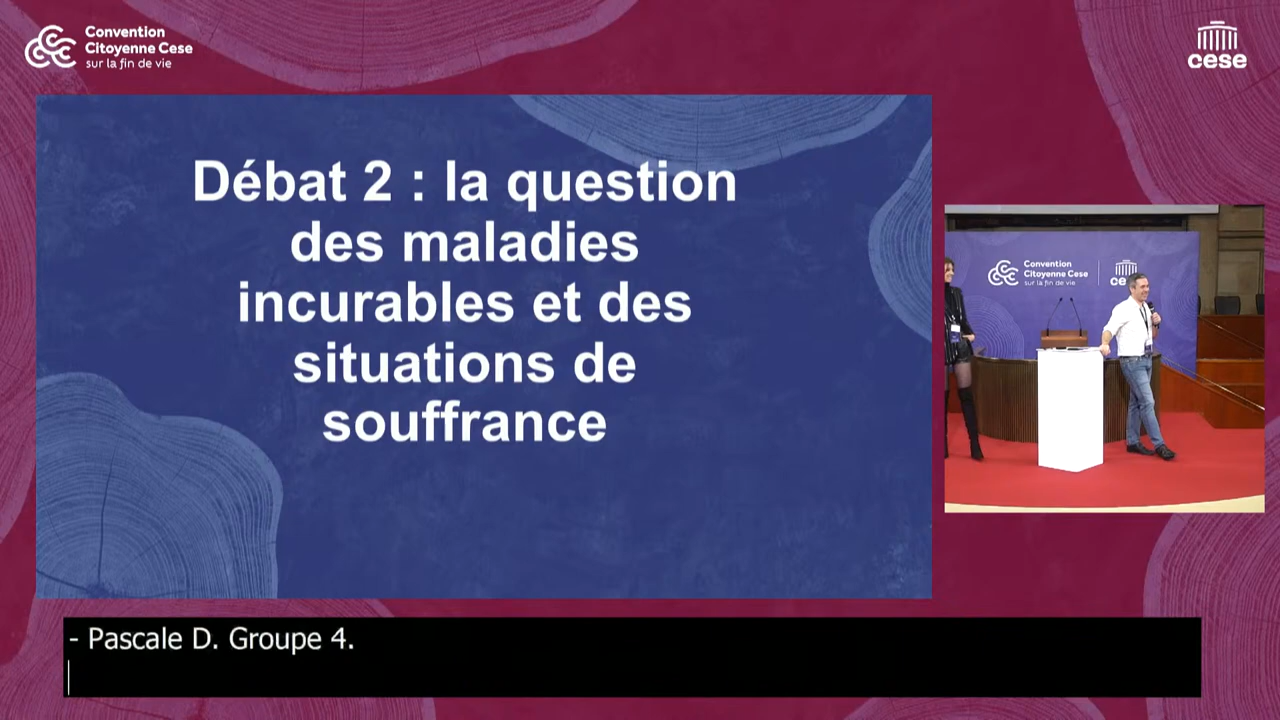 Convention
Citoyenne Cese
sur la fin de vie
cese
Débat 2 : la question
des maladies
incurables et des
situations de
souffrance
Convention
Citoyenne Cese
sur la fin de vie
ce
- Pascale D. Groupe 4.